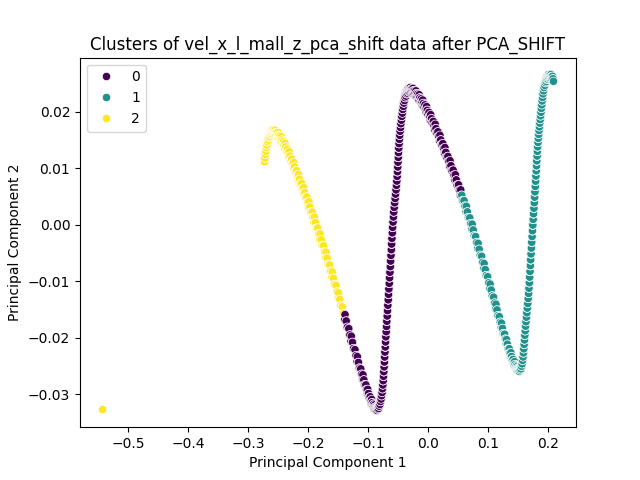 Clusters of vel_x_l_mall_z_pca_shift data after PCA_SHIFT
0
1
2
Principal Component 2
0.02
0.01
0.00
−0.01
−0.02
−0.03
−0.5 −0.4 −0.3 −0.2 −0.1 0.0 0.1 0.2
Principal Component 1